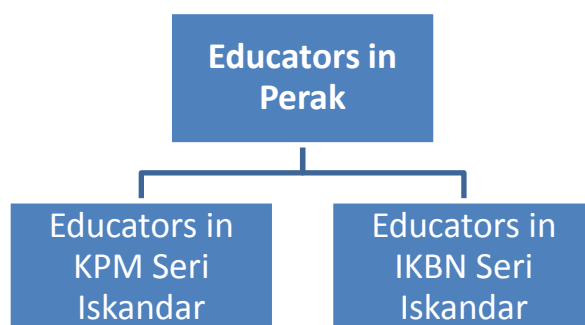 Educators in
Perak
Educators in
KPM Seri
Iskandar
Educators in
IKBN Seri
Iskandar